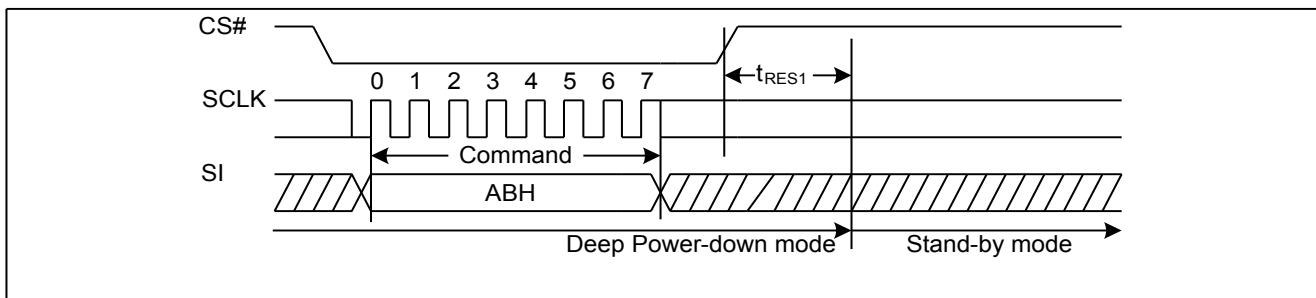 CS#
tRES1
0 1 2 3 4 5 6 7
SCLK
Command
SI
ABH
Deep Power-down mode Stand-by mode